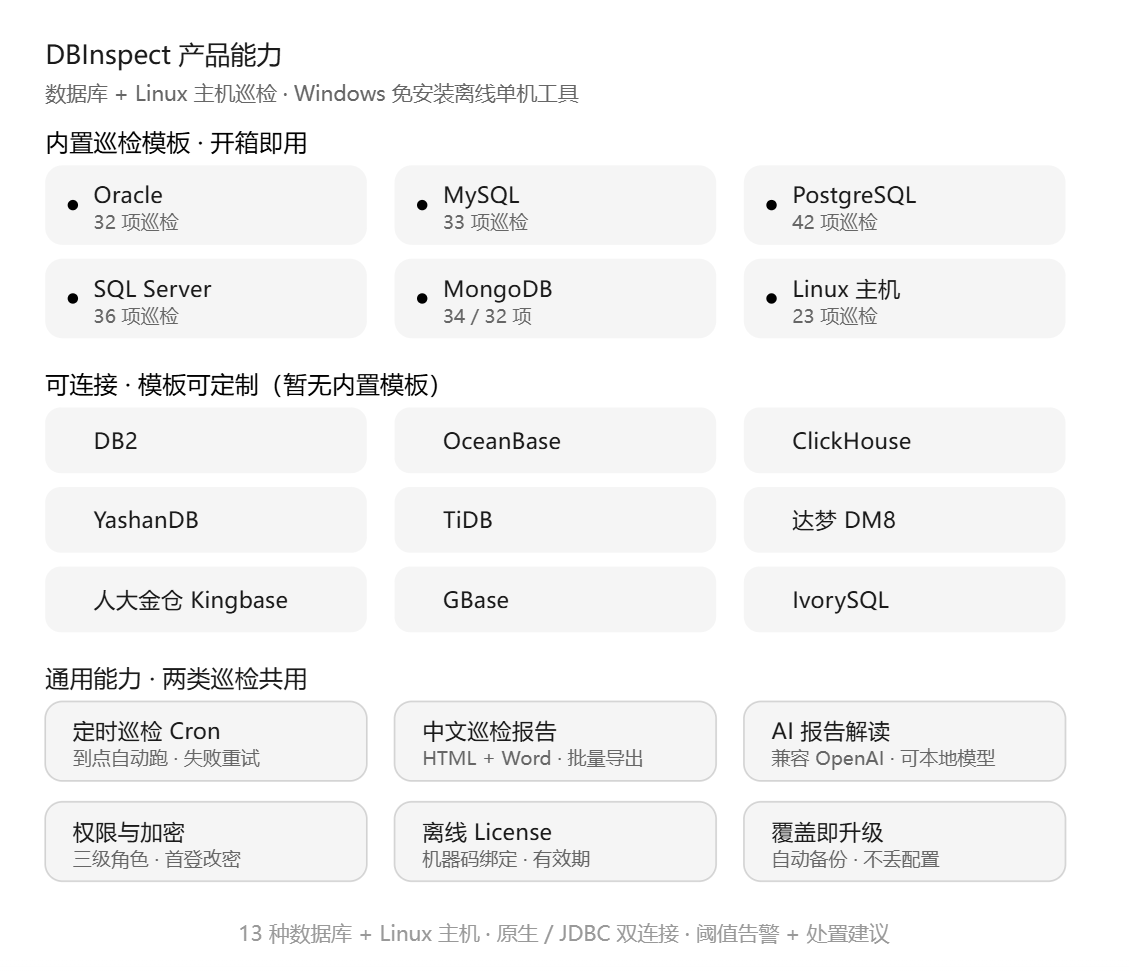 DBInspect 产品能力
数据库 + Linux 主机巡检 · Windows 免安装离线单机工具
内置巡检模板 · 开箱即用
Oracle
32 项巡检
MySQL
33 项巡检
PostgreSQL
42 项巡检
SQL Server
36 项巡检
MongoDB
34 / 32 项
Linux 主机
23 项巡检
可连接 · 模板可定制（暂无内置模板）
DB2
OceanBase
ClickHouse
YashanDB
TiDB
达梦 DM8
人大金仓 Kingbase
GBase
IvorySQL
通用能力 · 两类巡检共用
定时巡检 Cron
到点自动跑 · 失败重试
中文巡检报告
HTML + Word · 批量导出
AI 报告解读
兼容 OpenAI · 可本地模型
权限与加密
三级角色 · 首登改密
离线 License
机器码绑定 · 有效期
覆盖即升级
自动备份 · 不丢配置
13 种数据库 + Linux 主机 · 原生 / JDBC 双连接 · 阈值告警 + 处置建议